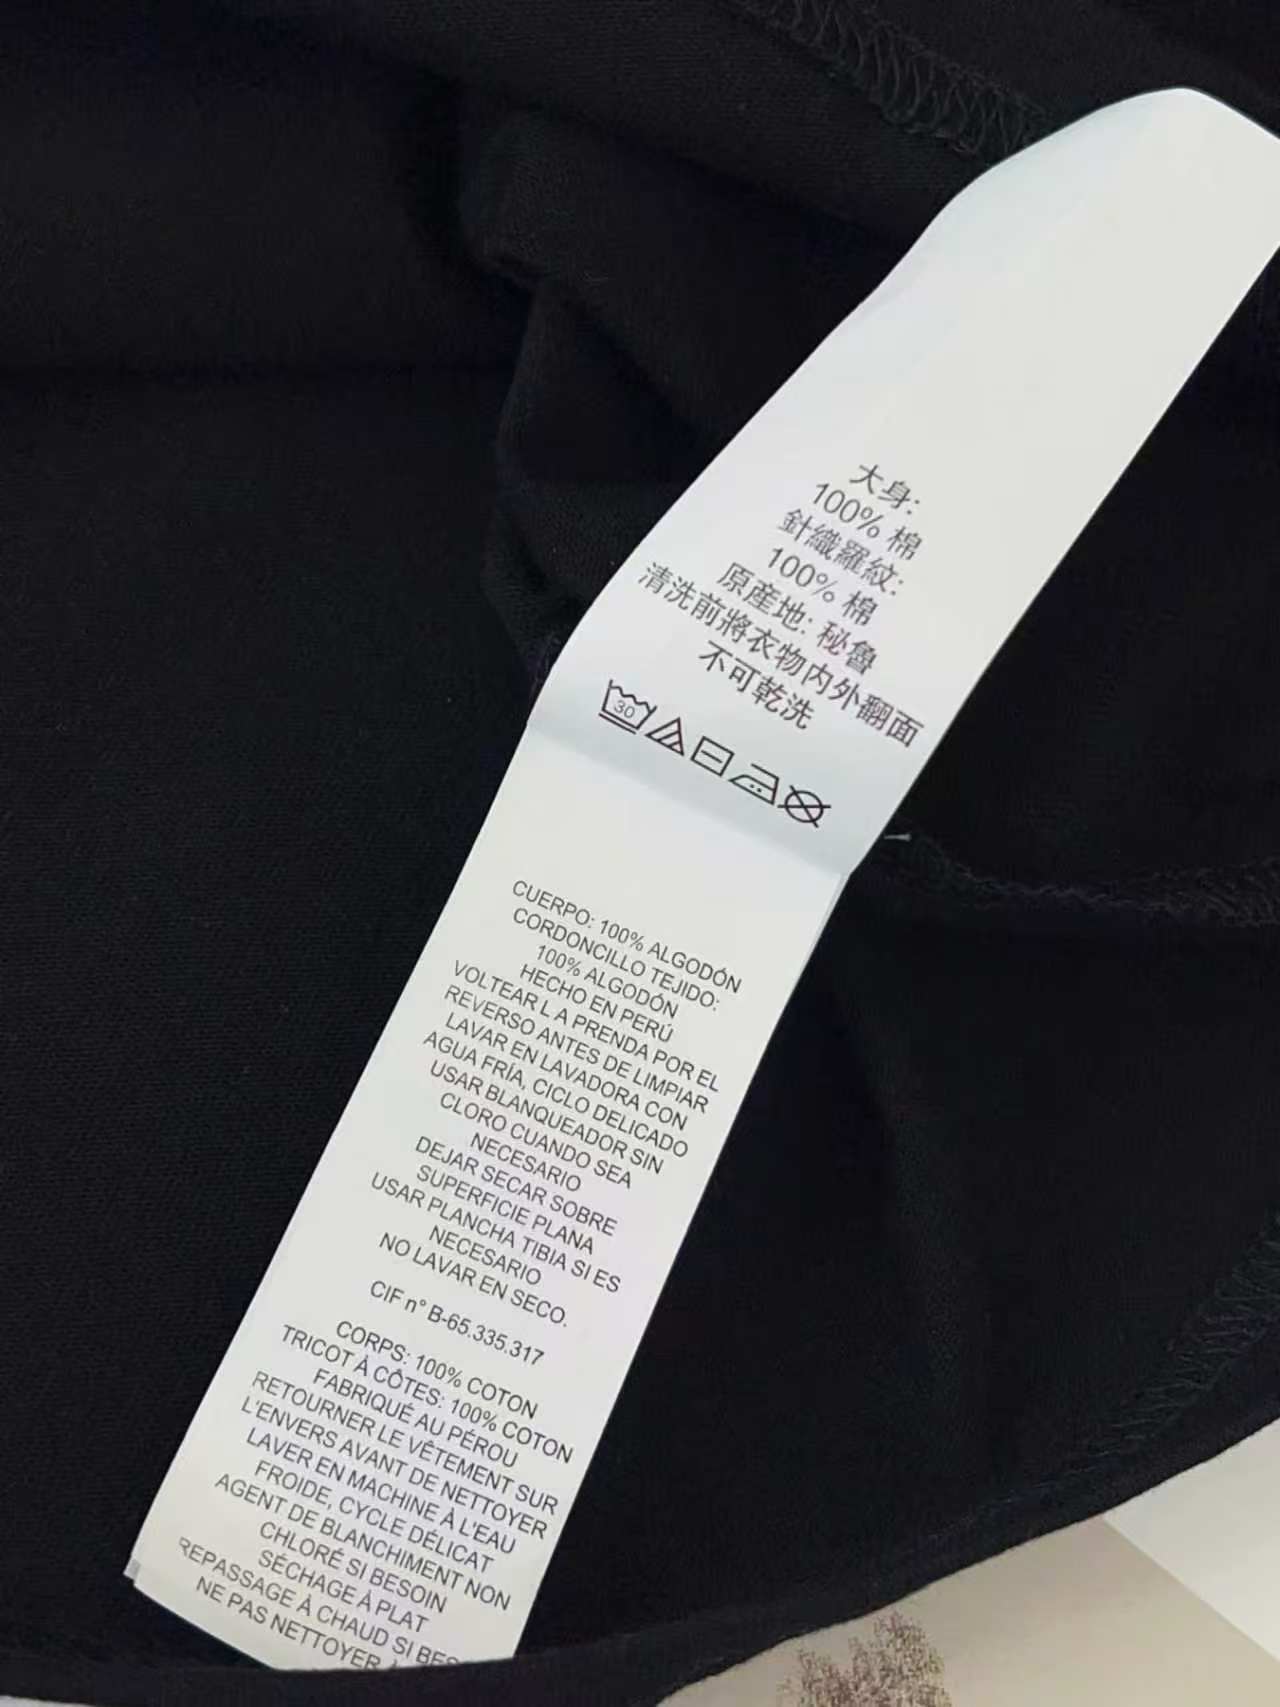 大身:
100% 棉
針織羅紋:
100% 棉
原產地: 秘魯
清洗前將衣物內外翻面
不可乾洗
30
CUERPO: 100% ALGODÓN
CORDONCILLO TEJIDO:
100% ALGODÓN
HECHO EN PERÚ
VOLTEAR L A PRENDA POR EL
REVERSO ANTES DE LIMPIAR
LAVAR EN LAVADORA CON
AGUA FRÍA, CICLO DELICADO
USAR BLANQUEADOR SIN
CLORO CUANDO SEA
NECESARIO
DEJAR SECAR SOBRE
SUPERFICIE PLANA
USAR PLANCHA TIBIA SI ES
NECESARIO
NO LAVAR EN SECO.
CIF n° B-65.335.317
CORPS: 100% COTON
TRICOT À CÔTES: 100% COTON
FABRIQUÉ AU PÉROU
RETOURNER LE VÊTEMENT SUR
L'ENVERS AVANT DE NETTOYER
LAVER EN MACHINE À L'EAU
FROIDE, CYCLE DÉLICAT
AGENT DE BLANCHIMENT NON
CHLORÉ SI BESOIN
SÉCHAGE À PLAT
REPASSAGE À CHAUD SI BES
NE PAS NETTOYER